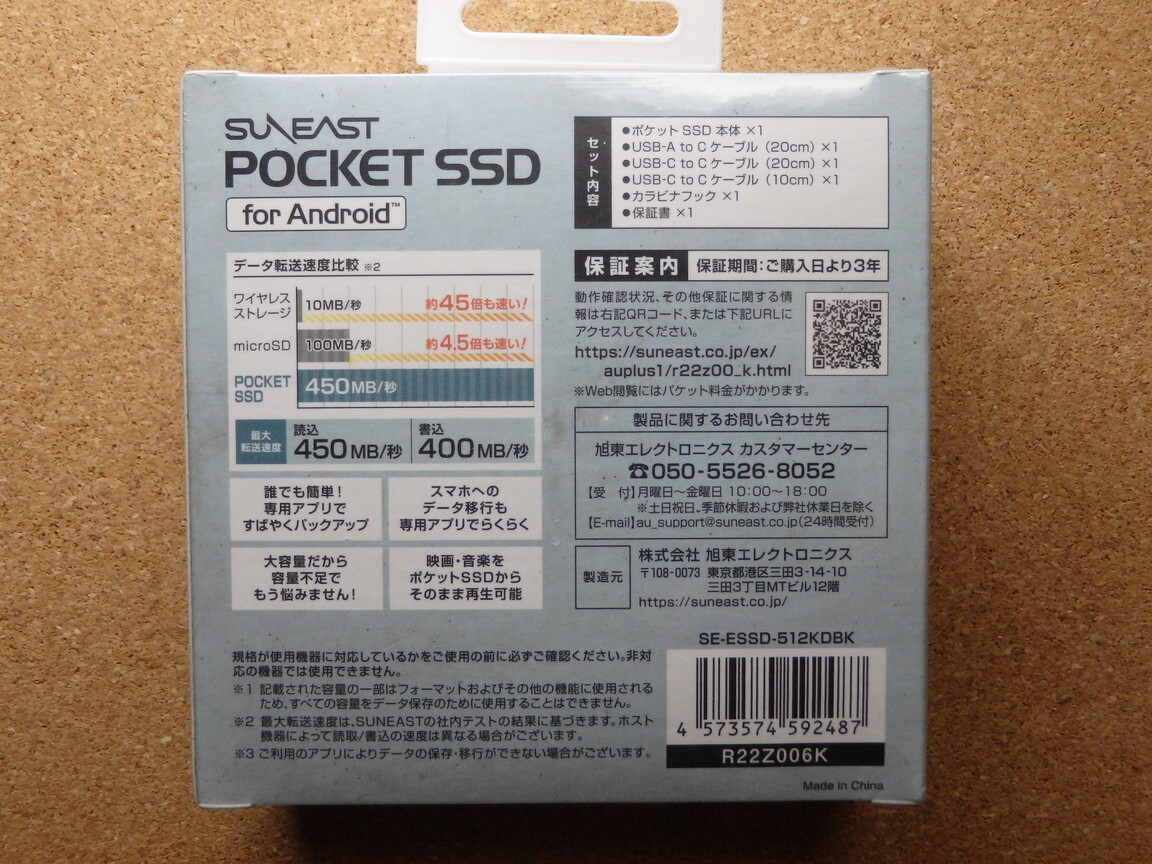 SUNEAST
POCKET SSD
for Android™
データ転送速度比較 ※2
ワイヤレス
ストレージ
10MB/秒
約45倍も速い!
microSD
100MB/秒
約4.5倍も速い!
POCKET
SSD
450MB/秒
最大
転送速度
読込
450MB/秒
書込
400MB/秒
誰でも簡単!
専用アプリで
すばやくバックアップ
スマホへの
データ移行も
専用アプリでらくらく
大容量だから
容量不足で
もう悩みません!
映画・音楽を
ポケットSSDから
そのまま再生可能
セット内容
●ポケットSSD 本体 ×1
●USB-A to C ケーブル（20cm）×1
●USB-C to C ケーブル（20cm）×1
●USB-C to C ケーブル（10cm）×1
●カラビナフック ×1
●保証書 ×1
保証案内 保証期間:ご購入日より3年
動作確認状況、その他保証に関する情
報は右記QRコード、または下記URLに
アクセスしてください。
https://suneast.co.jp/ex/
auplus1/r22z00_k.html
※Web閲覧にはパケット料金がかかります。
製品に関するお問い合わせ先
旭東エレクトロニクス カスタマーセンター
☎050-5526-8052
【受　付】月曜日～金曜日 10:00～18:00
※土日祝日、季節休暇および弊社休業日を除く
【E-mail】au_support@suneast.co.jp（24時間受付）
製造元
株式会社 旭東エレクトロニクス
〒108-0073 東京都港区三田3-14-10
三田3丁目MTビル12階
https://suneast.co.jp/
規格が使用機器に対応しているかをご使用の前に必ずご確認ください。非対
応の機器では使用できません。
※1 記載された容量の一部はフォーマットおよびその他の機能に使用される
ため、すべての容量をデータ保存のために使用することはできません。
※2 最大転送速度は、SUNEASTの社内テストの結果に基づきます。ホスト
機器によって読取/書込の速度は異なる場合がございます。
※3 ご利用のアプリによりデータの保存・移行ができない場合がございます。
SE-ESSD-512KDBK
4 573574 592487
R22Z006K
Made in China